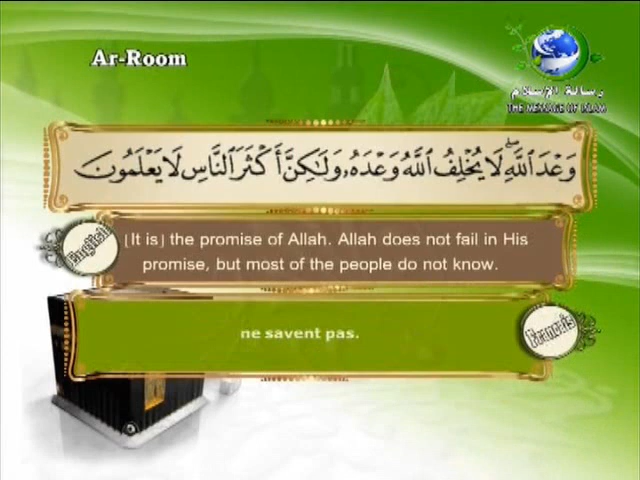 Ar-Room
رسالة الإسلام
THE MESSAGE OF ISLAM
وَعْدَ ٱللَّهِ ۖ لَا يُخْلِفُ ٱللَّهُ وَعْدَهُۥ وَلَٰكِنَّ أَكْثَرَ ٱلنَّاسِ لَا يَعْلَمُونَ
English
[It is] the promise of Allah. Allah does not fail in His
promise, but most of the people do not know.
Français
ne savent pas.